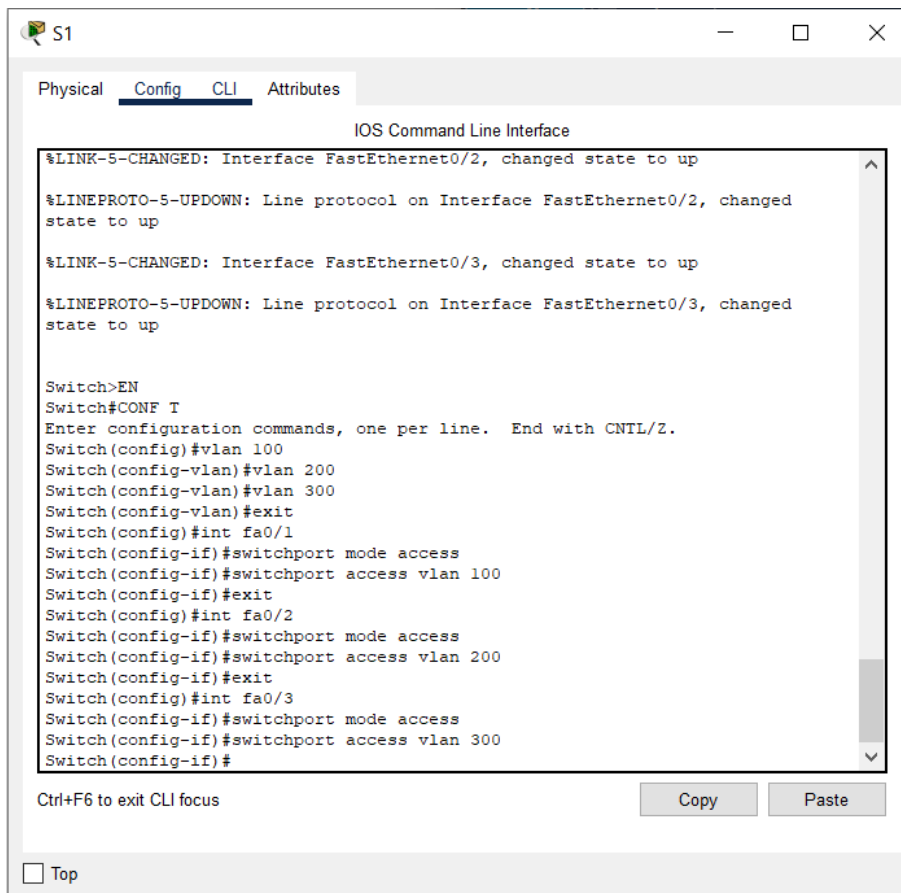 S1
Physical Config CLI Attributes
IOS Command Line Interface
%LINK-5-CHANGED: Interface FastEthernet0/2, changed state to up
%LINEPROTO-5-UPDOWN: Line protocol on Interface FastEthernet0/2, changed
state to up
%LINK-5-CHANGED: Interface FastEthernet0/3, changed state to up
%LINEPROTO-5-UPDOWN: Line protocol on Interface FastEthernet0/3, changed
state to up
Switch>EN
Switch#CONF T
Enter configuration commands, one per line.  End with CNTL/Z.
Switch(config)#vlan 100
Switch(config-vlan)#vlan 200
Switch(config-vlan)#vlan 300
Switch(config-vlan)#exit
Switch(config)#int fa0/1
Switch(config-if)#switchport mode access
Switch(config-if)#switchport access vlan 100
Switch(config-if)#exit
Switch(config)#int fa0/2
Switch(config-if)#switchport mode access
Switch(config-if)#switchport access vlan 200
Switch(config-if)#exit
Switch(config)#int fa0/3
Switch(config-if)#switchport mode access
Switch(config-if)#switchport access vlan 300
Switch(config-if)#
Ctrl+F6 to exit CLI focus
Copy Paste
Top